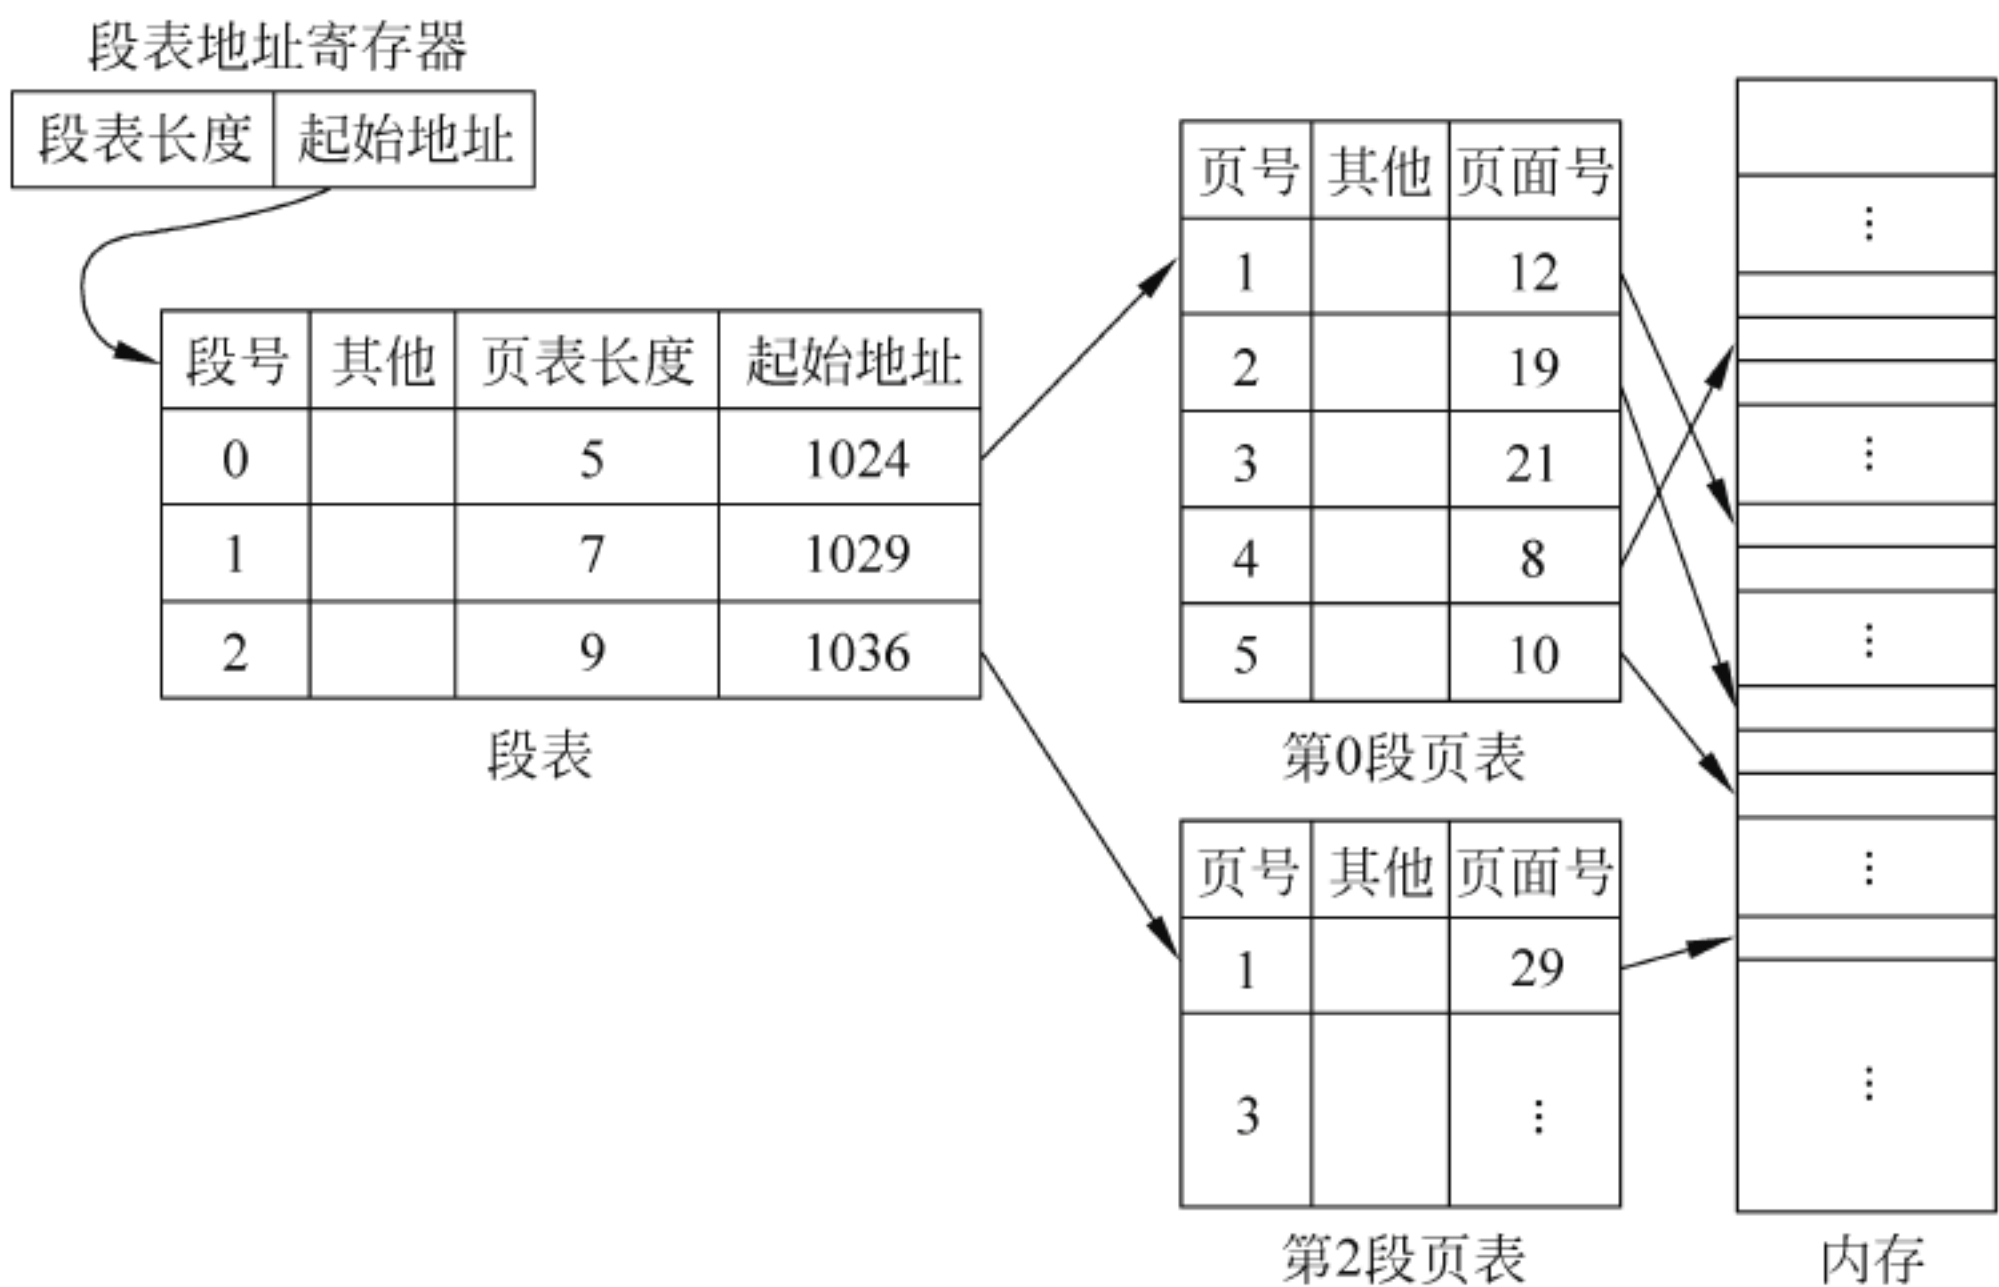 段表地址寄存器
段表长度 起始地址
段号 其他 页表长度 起始地址
0 5 1024
1 7 1029
2 9 1036
段表
页号 其他 页面号
1 12
2 19
3 21
4 8
5 10
第0段页表
页号 其他 页面号
1 29
3 ⋮
第2段页表
⋮
⋮
⋮
⋮
⋮
内存